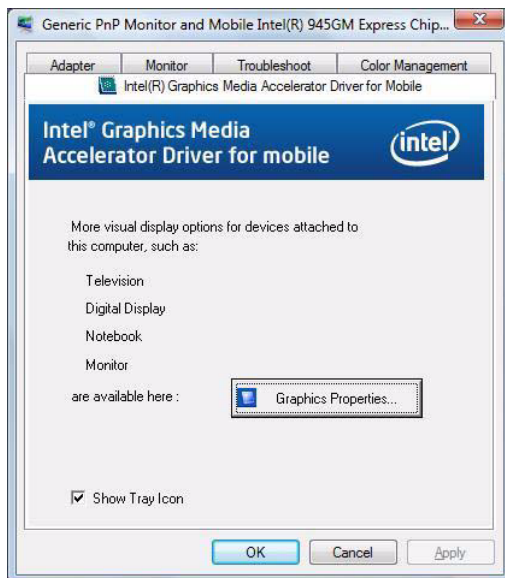 Generic PnP Monitor and Mobile Intel(R) 945GM Express Chip...
Adapter Monitor Troubleshoot Color Management
Intel(R) Graphics Media Accelerator Driver for Mobile
Intel® Graphics Media
Accelerator Driver for mobile
intel
More visual display options for devices attached to
this computer, such as:
Television
Digital Display
Notebook
Monitor
are available here :
Graphics Properties...
Show Tray Icon
OK Cancel Apply